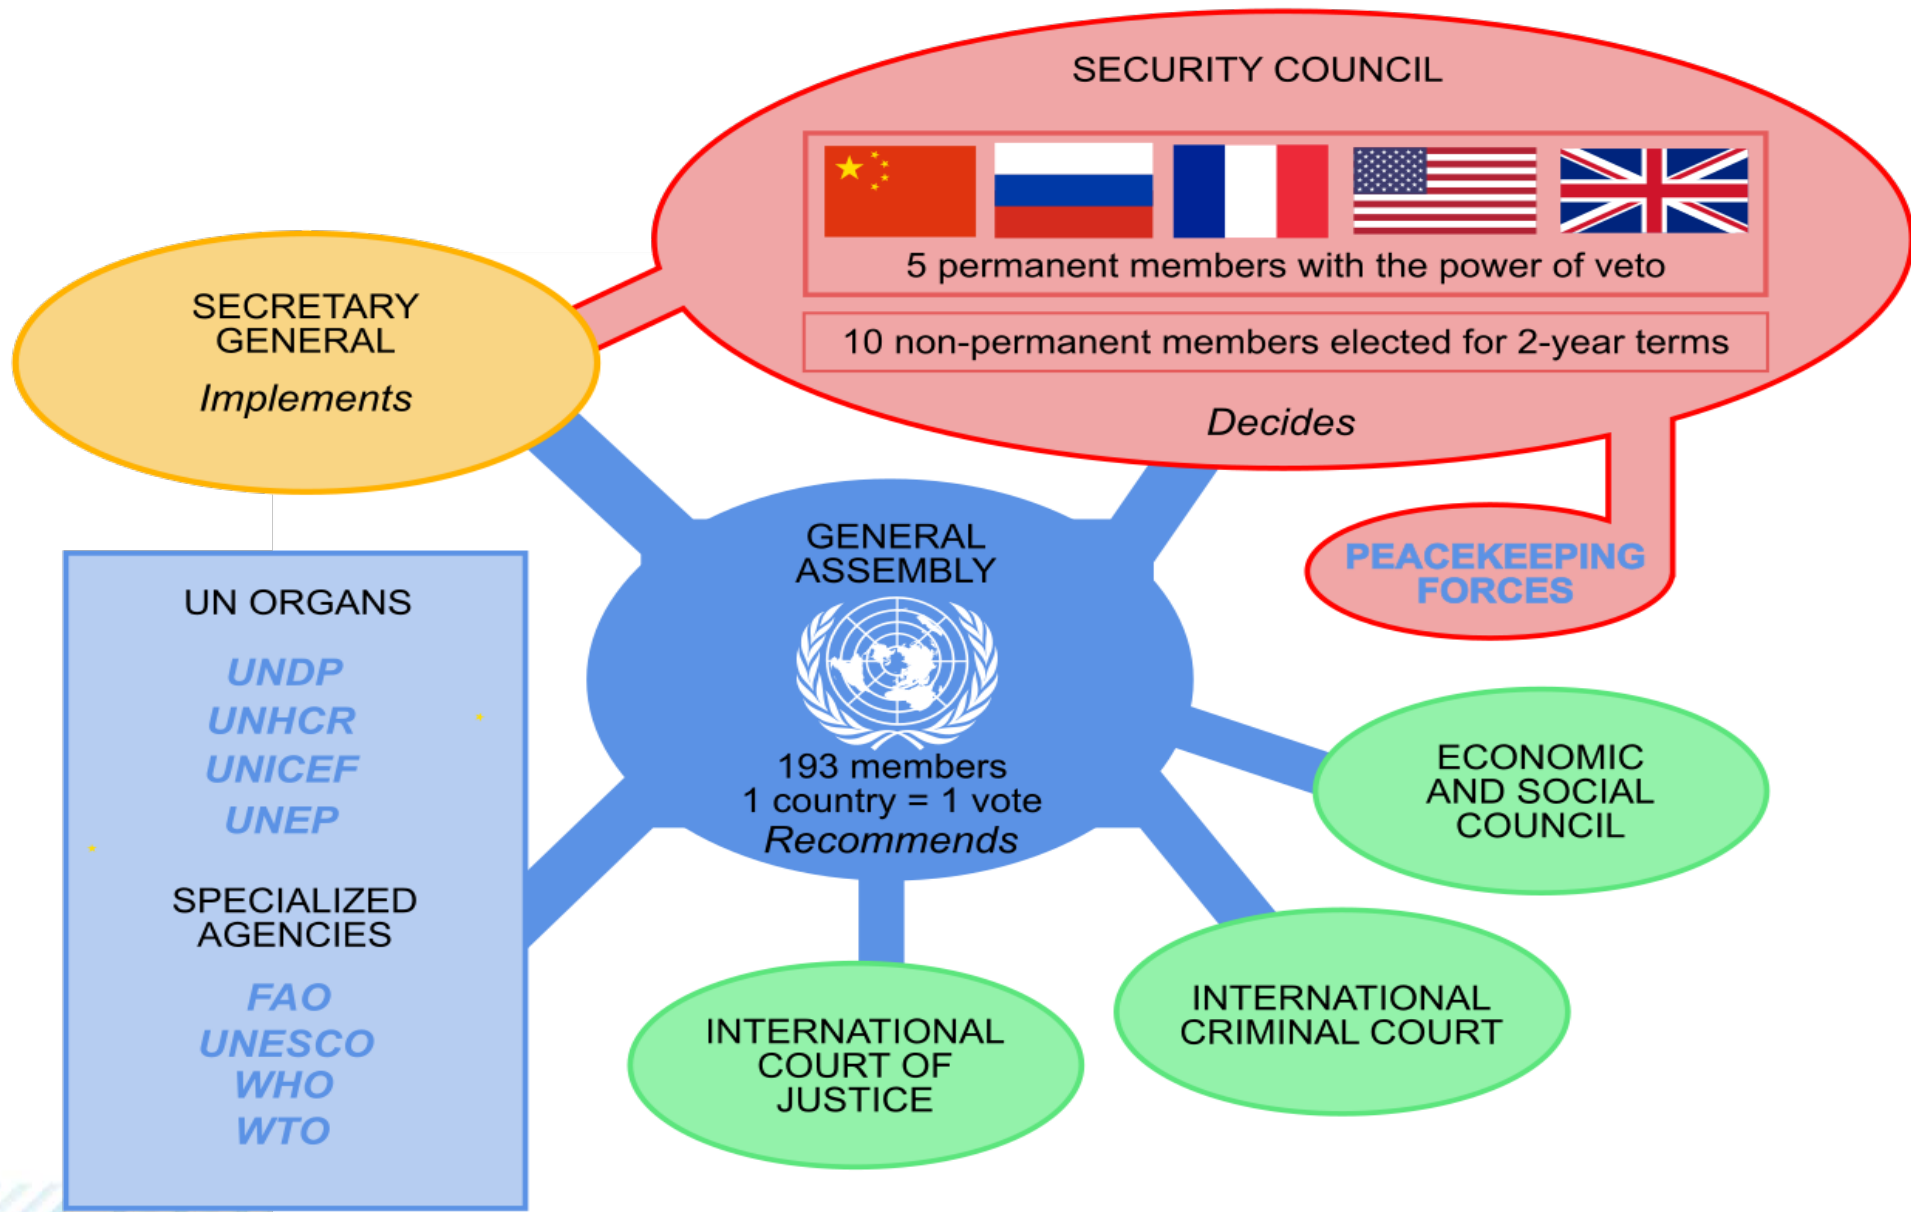 SECURITY COUNCIL
5 permanent members with the power of veto
10 non-permanent members elected for 2-year terms
Decides
SECRETARY
GENERAL
Implements
PEACEKEEPING
FORCES
GENERAL
ASSEMBLY
193 members
1 country = 1 vote
Recommends
UN ORGANS
UNDP
UNHCR
UNICEF
UNEP
SPECIALIZED
AGENCIES
FAO
UNESCO
WHO
WTO
ECONOMIC
AND SOCIAL
COUNCIL
INTERNATIONAL
CRIMINAL COURT
INTERNATIONAL
COURT OF
JUSTICE